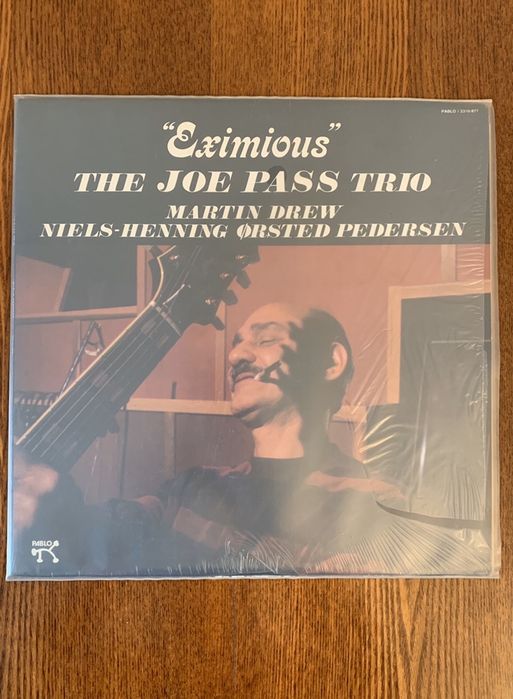 PABLO / 2310-877
"Eximious"
THE JOE PASS TRIO
MARTIN DREW
NIELS-HENNING ØRSTED PEDERSEN
PABLO